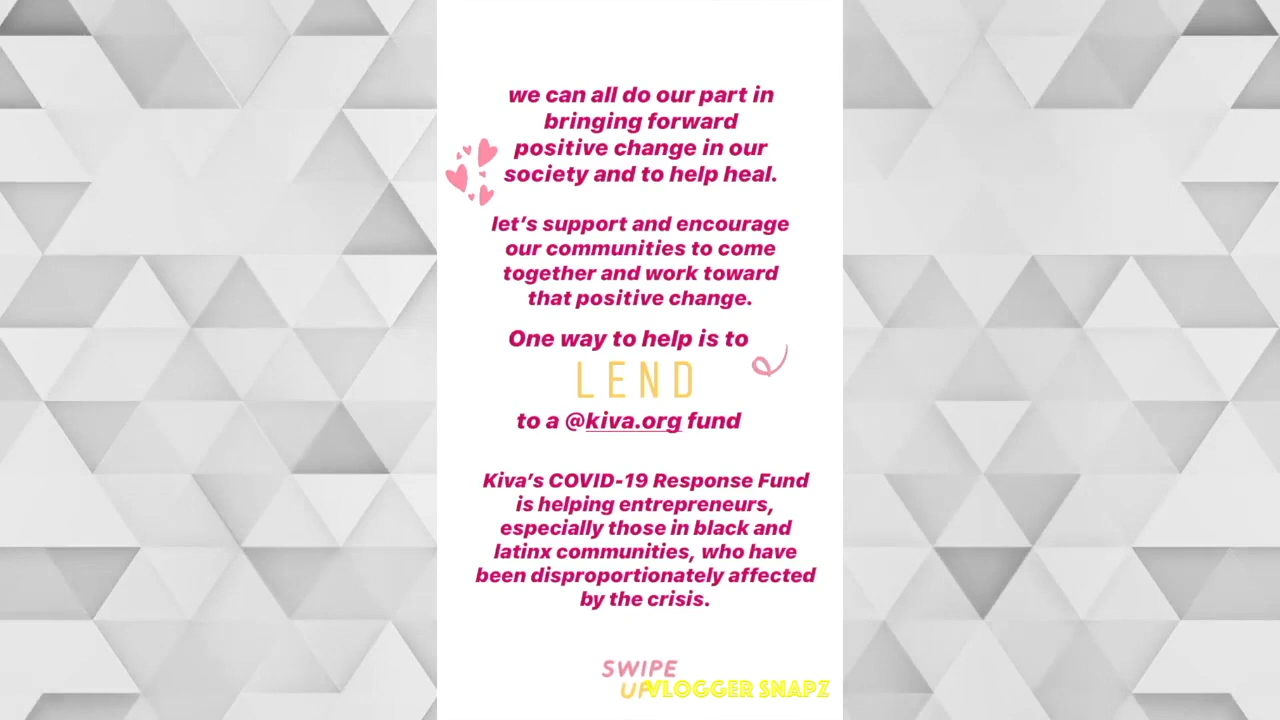 we can all do our part in
bringing forward
positive change in our
society and to help heal.
let's support and encourage
our communities to come
together and work toward
that positive change.
One way to help is to
LEND
to a @kiva.org fund
Kiva's COVID-19 Response Fund
is helping entrepreneurs,
especially those in black and
latinx communities, who have
been disproportionately affected
by the crisis.
SWIPE
UP
VLOGGER SNAPZ